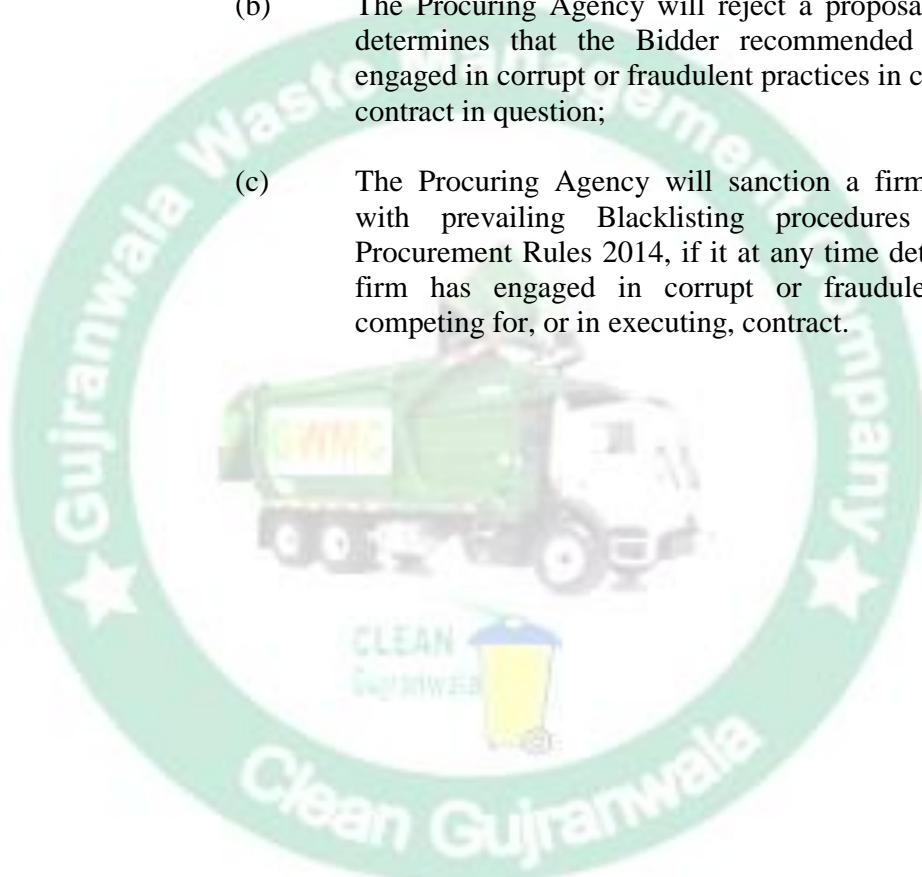 (b) The Procuring Agency will reject a proposa
determines that the Bidder recommended
engaged in corrupt or fraudulent practices in c
contract in question;
(c) The Procuring Agency will sanction a firm
with prevailing Blacklisting procedures
Procurement Rules 2014, if it at any time det
firm has engaged in corrupt or fraudule
competing for, or in executing, contract.
Gujranwala Waste Management Company
GWMC
CLEAN
Gujranwala
Clean Gujranwala